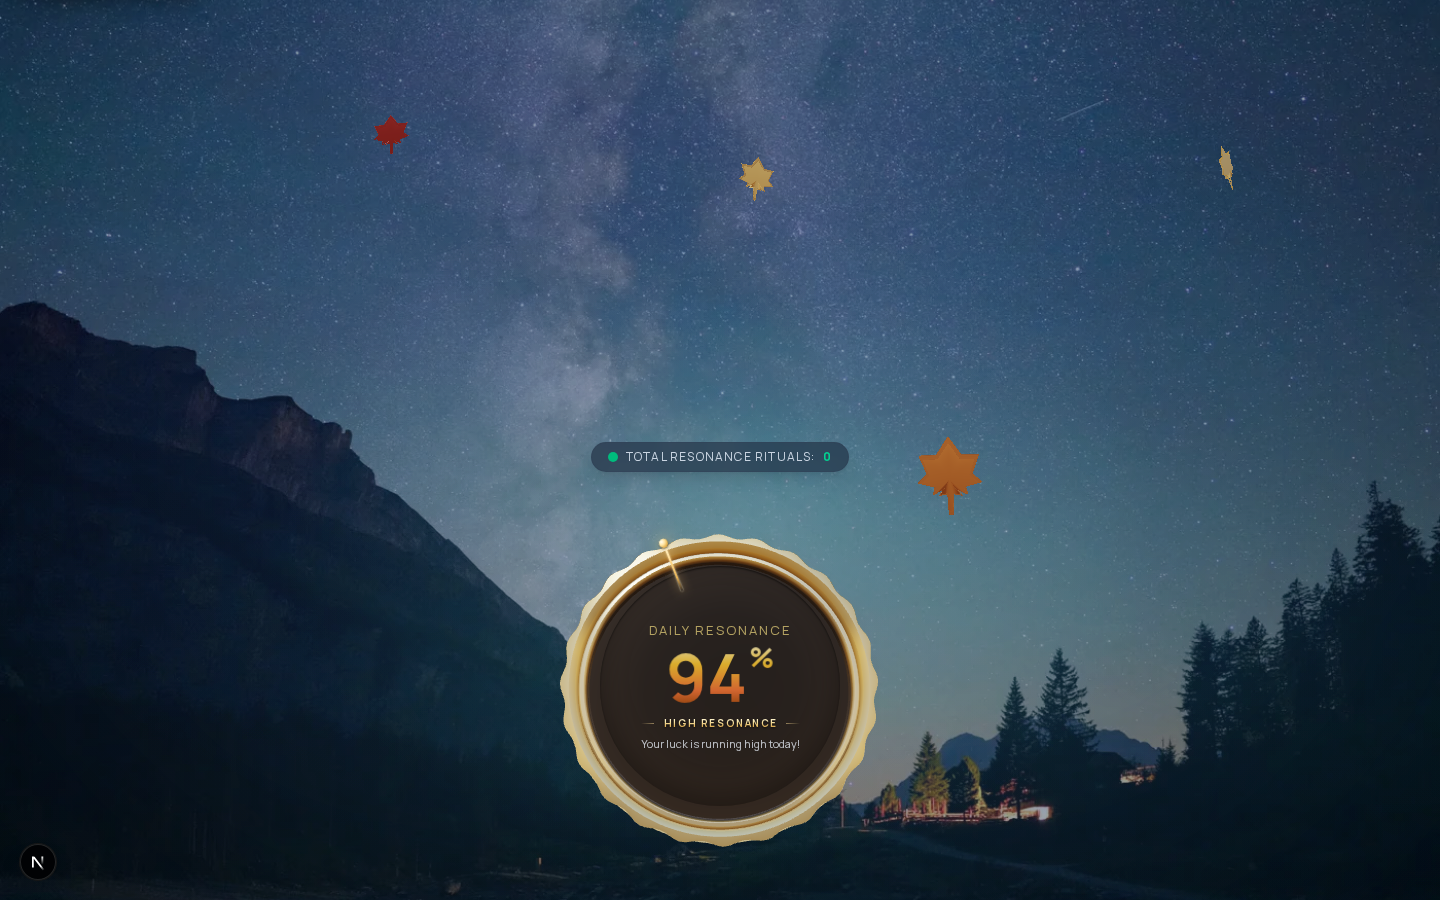 TOTAL RESONANCE RITUALS: 0
DAILY RESONANCE
94%
HIGH RESONANCE
Your luck is running high today!
N